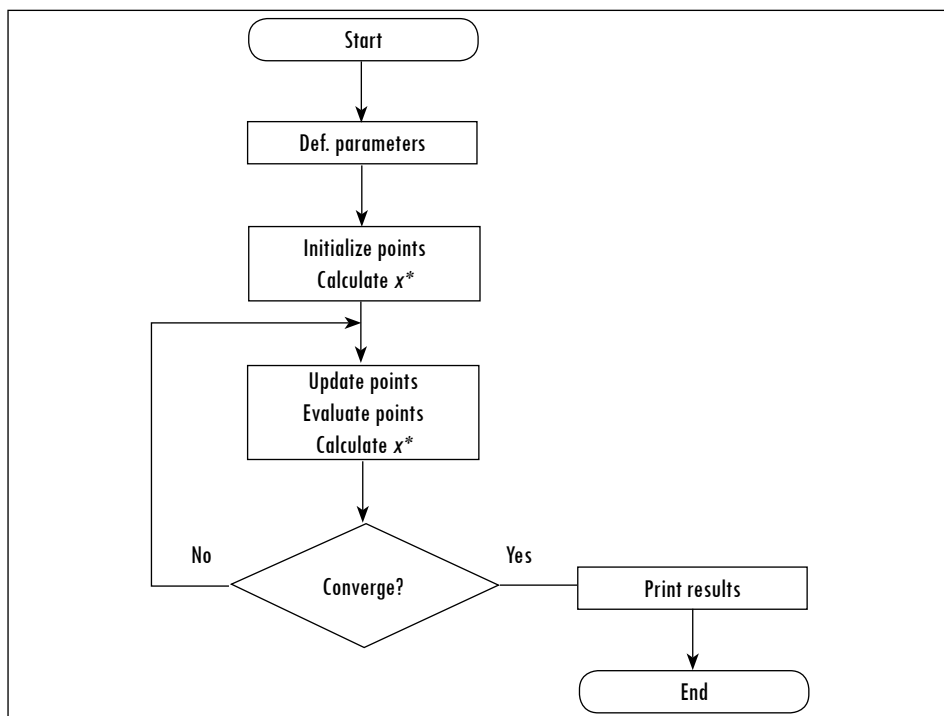 Start
Def. parameters
Initialize points
Calculate x*
Update points
Evaluate points
Calculate x*
No
Yes
Converge?
Print results
End